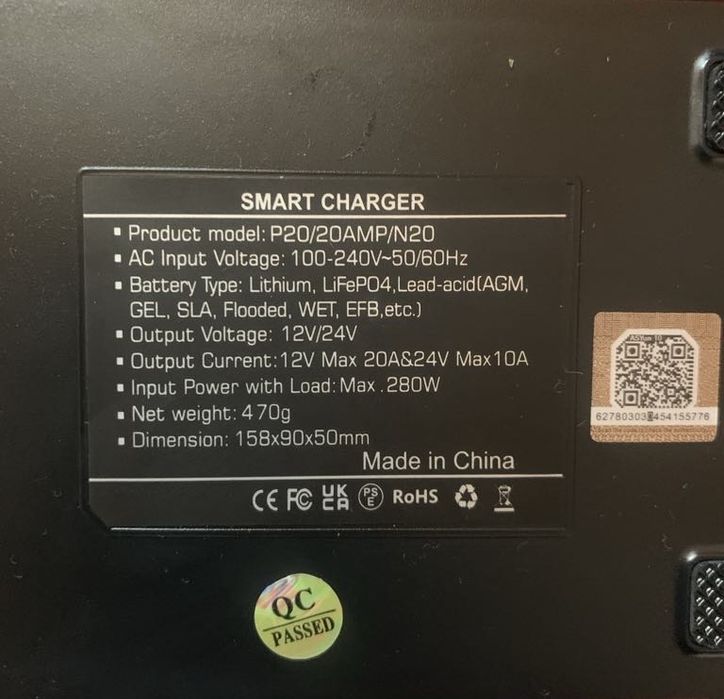 SMART CHARGER
▪ Product model: P20/20AMP/N20
▪ AC Input Voltage: 100-240V~50/60Hz
▪ Battery Type: Lithium, LiFePO4,Lead-acid(AGM,
GEL, SLA, Flooded, WET, EFB,etc.)
▪ Output Voltage: 12V/24V
▪ Output Current:12V Max 20A&24V Max10A
▪ Input Power with Load: Max .280W
▪ Net weight: 470g
▪ Dimension: 158x90x50mm
Made in China
CE FC UK CA PS E RoHS
62780303 454155776
QC
PASSED